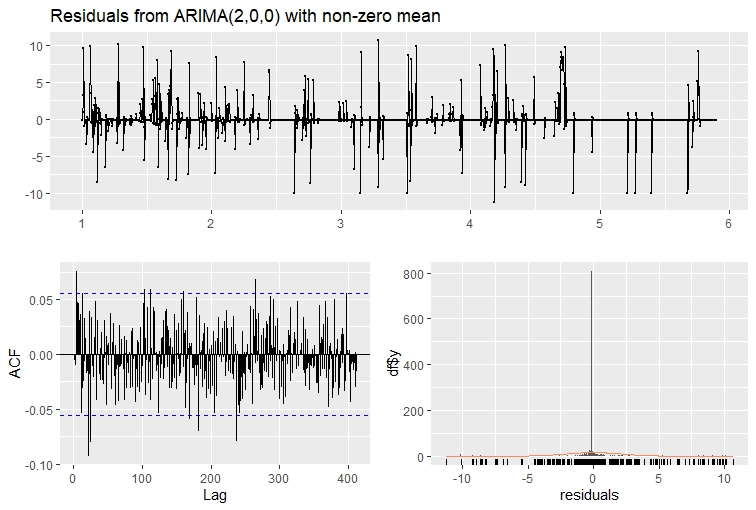 Residuals from ARIMA(2,0,0) with non-zero mean
10
5
0
-5
-10
1 2 3 4 5 6
ACF
0.05
0.00
-0.05
-0.10
0 100 200 300 400
Lag
df$y
800
600
400
200
0
-10 -5 0 5 10
residuals